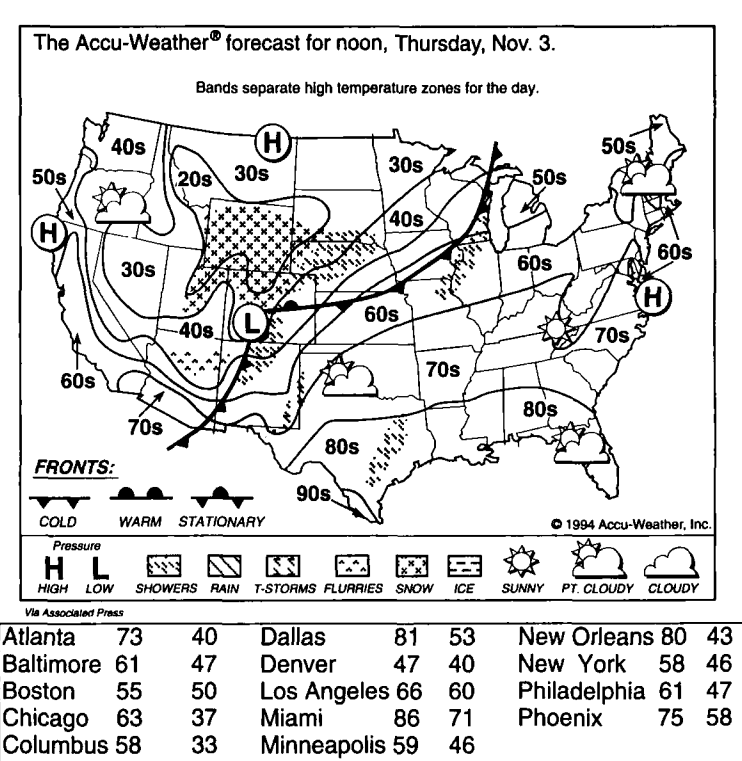 The Accu-Weather® forecast for noon, Thursday, Nov. 3.
Bands separate high temperature zones for the day.
40s
H
30s
50s
20s
30s
50s
50s
40s
H
30s
60s
60s
H
L
40s
60s
70s
60s
70s
70s
80s
80s
90s
FRONTS:
COLD WARM STATIONARY
© 1994 Accu-Weather, Inc.
Pressure
H L
HIGH LOW SHOWERS RAIN T-STORMS FLURRIES SNOW ICE SUNNY PT. CLOUDY CLOUDY
Via Associated Press
Atlanta 73 40 Dallas 81 53 New Orleans 80 43
Baltimore 61 47 Denver 47 40 New York 58 46
Boston 55 50 Los Angeles 66 60 Philadelphia 61 47
Chicago 63 37 Miami 86 71 Phoenix 75 58
Columbus 58 33 Minneapolis 59 46